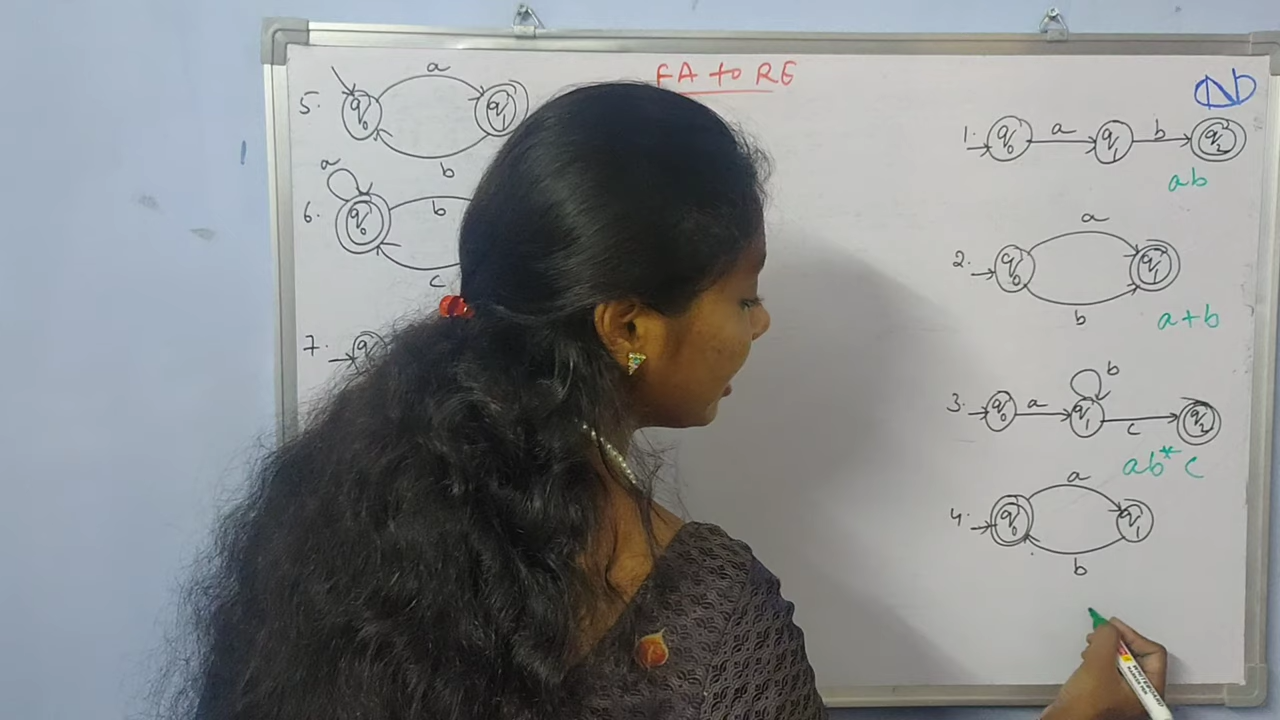 FA to RE
ND
5. q0 a q1
b
6. a q0 b
c
7. q
1. q0 a q1 b q2
ab
2. q0 a q1
b
a+b
3. q0 a q1 b c q2
ab*c
4. q0 a q1
b